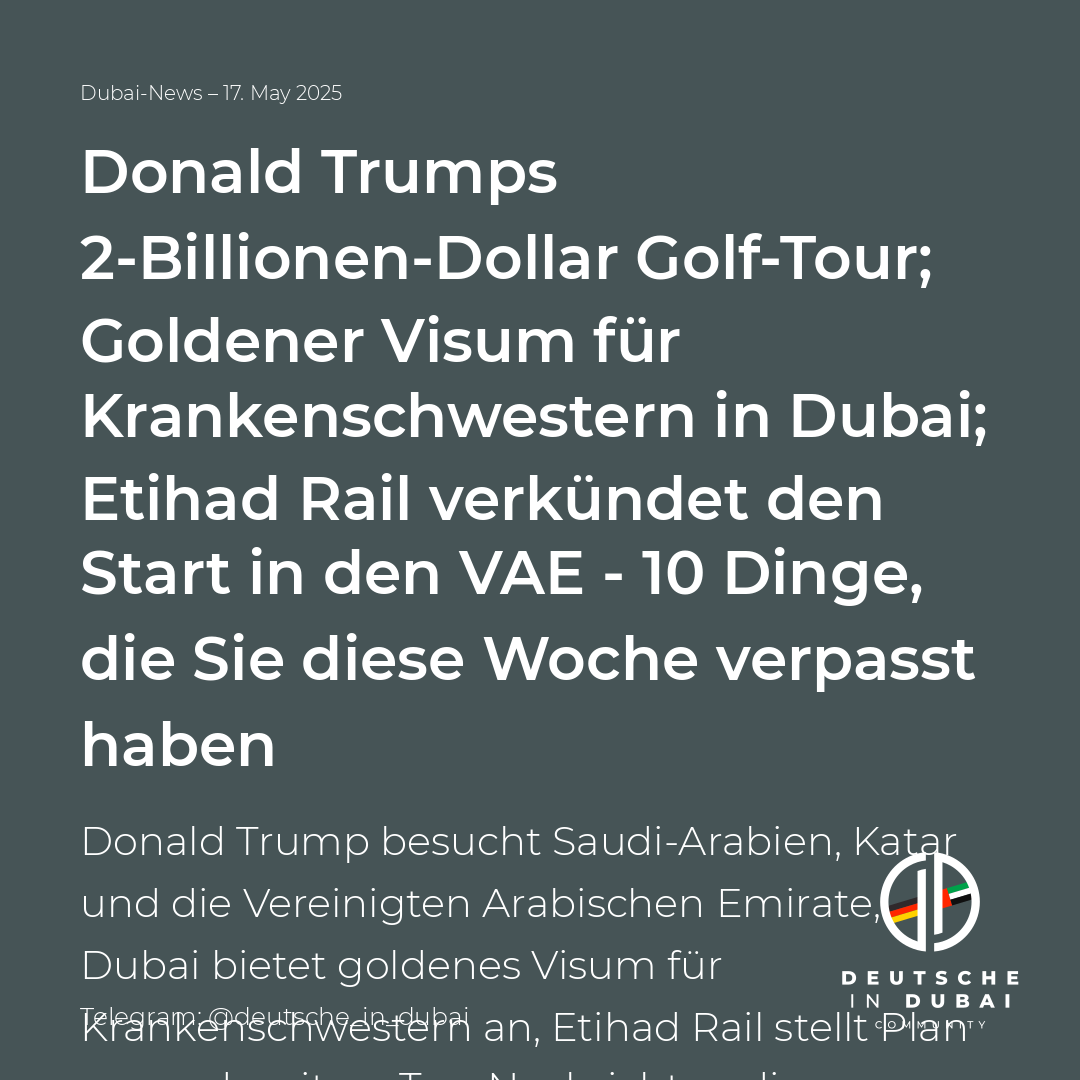 Dubai-News – 17. May 2025
Donald Trumps
2-Billionen-Dollar Golf-Tour;
Goldener Visum für
Krankenschwestern in Dubai;
Etihad Rail verkündet den
Start in den VAE - 10 Dinge,
die Sie diese Woche verpasst
haben
Donald Trump besucht Saudi-Arabien, Katar
und die Vereinigten Arabischen Emirate,
Dubai bietet goldenes Visum für
Telegram: @deutsche_in_dubai
Krankenschwestern an, Etihad Rail stellt Plan
DEUTSCHE
IN DUBAI
COMMUNITY